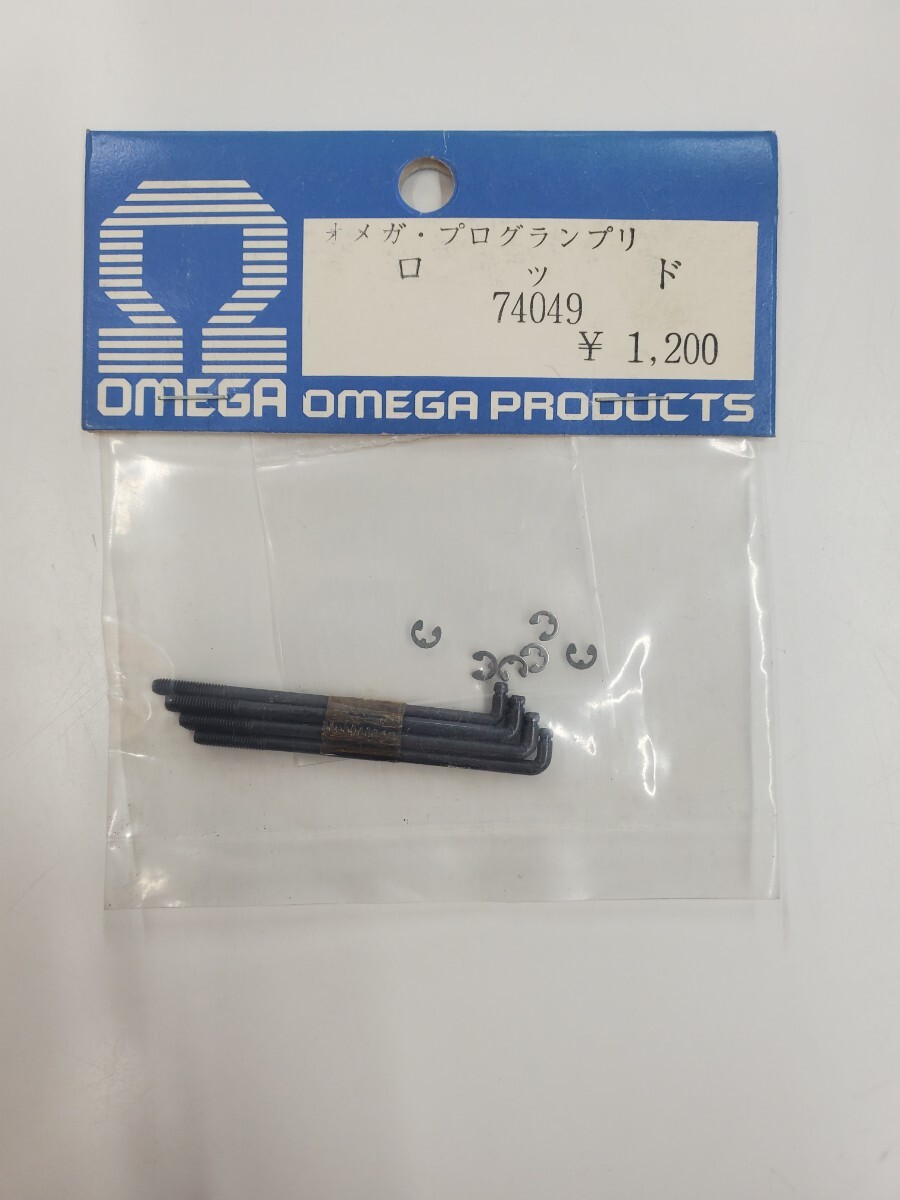 オメガ・プログランプリ
ロッド
74049
¥ 1,200
OMEGA OMEGA PRODUCTS